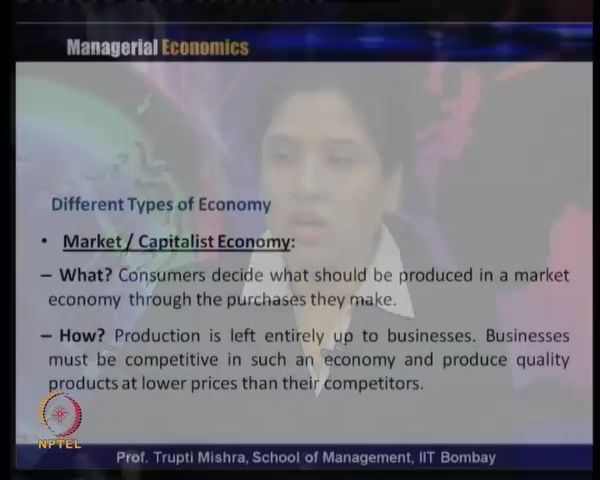 Managerial Economics
Different Types of Economy
• Market / Capitalist Economy:
– What? Consumers decide what should be produced in a market
economy through the purchases they make.
– How? Production is left entirely up to businesses. Businesses
must be competitive in such an economy and produce quality
products at lower prices than their competitors.
NPTEL
Prof. Trupti Mishra, School of Management, IIT Bombay